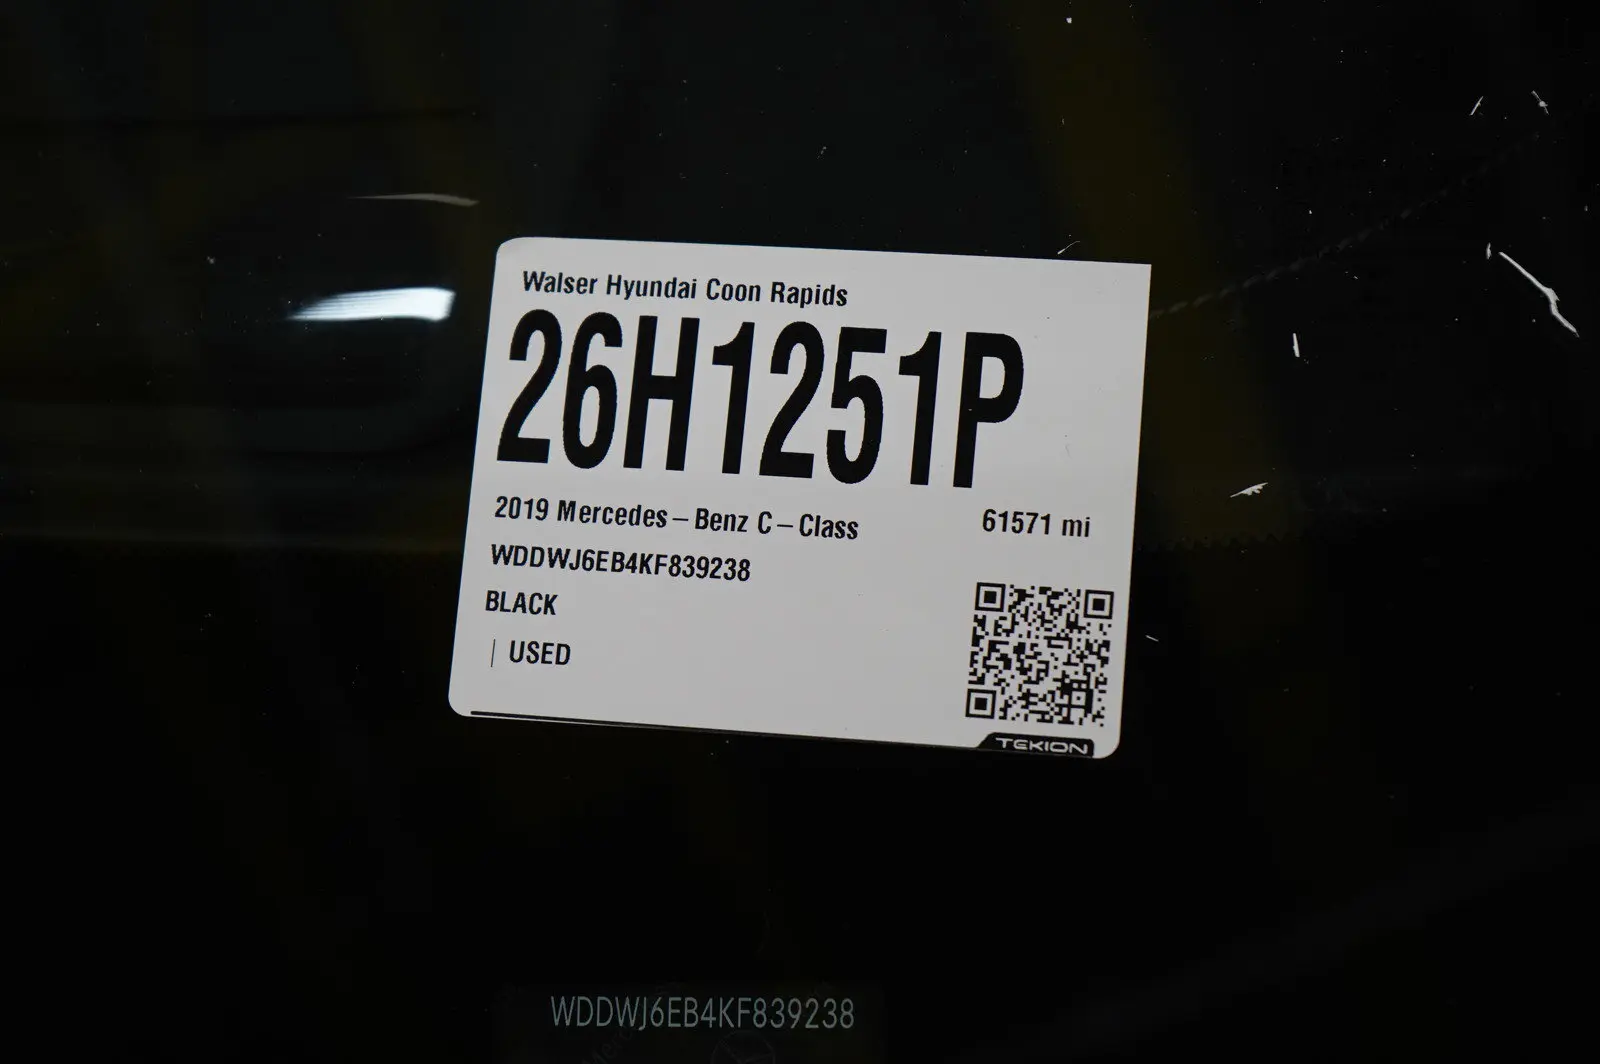 Walser Hyundai Coon Rapids
26H1251P
2019 Mercedes-Benz C-Class 61571 mi
WDDWJ6EB4KF839238
BLACK
| USED
TEKION
WDDWJ6EB4KF839238